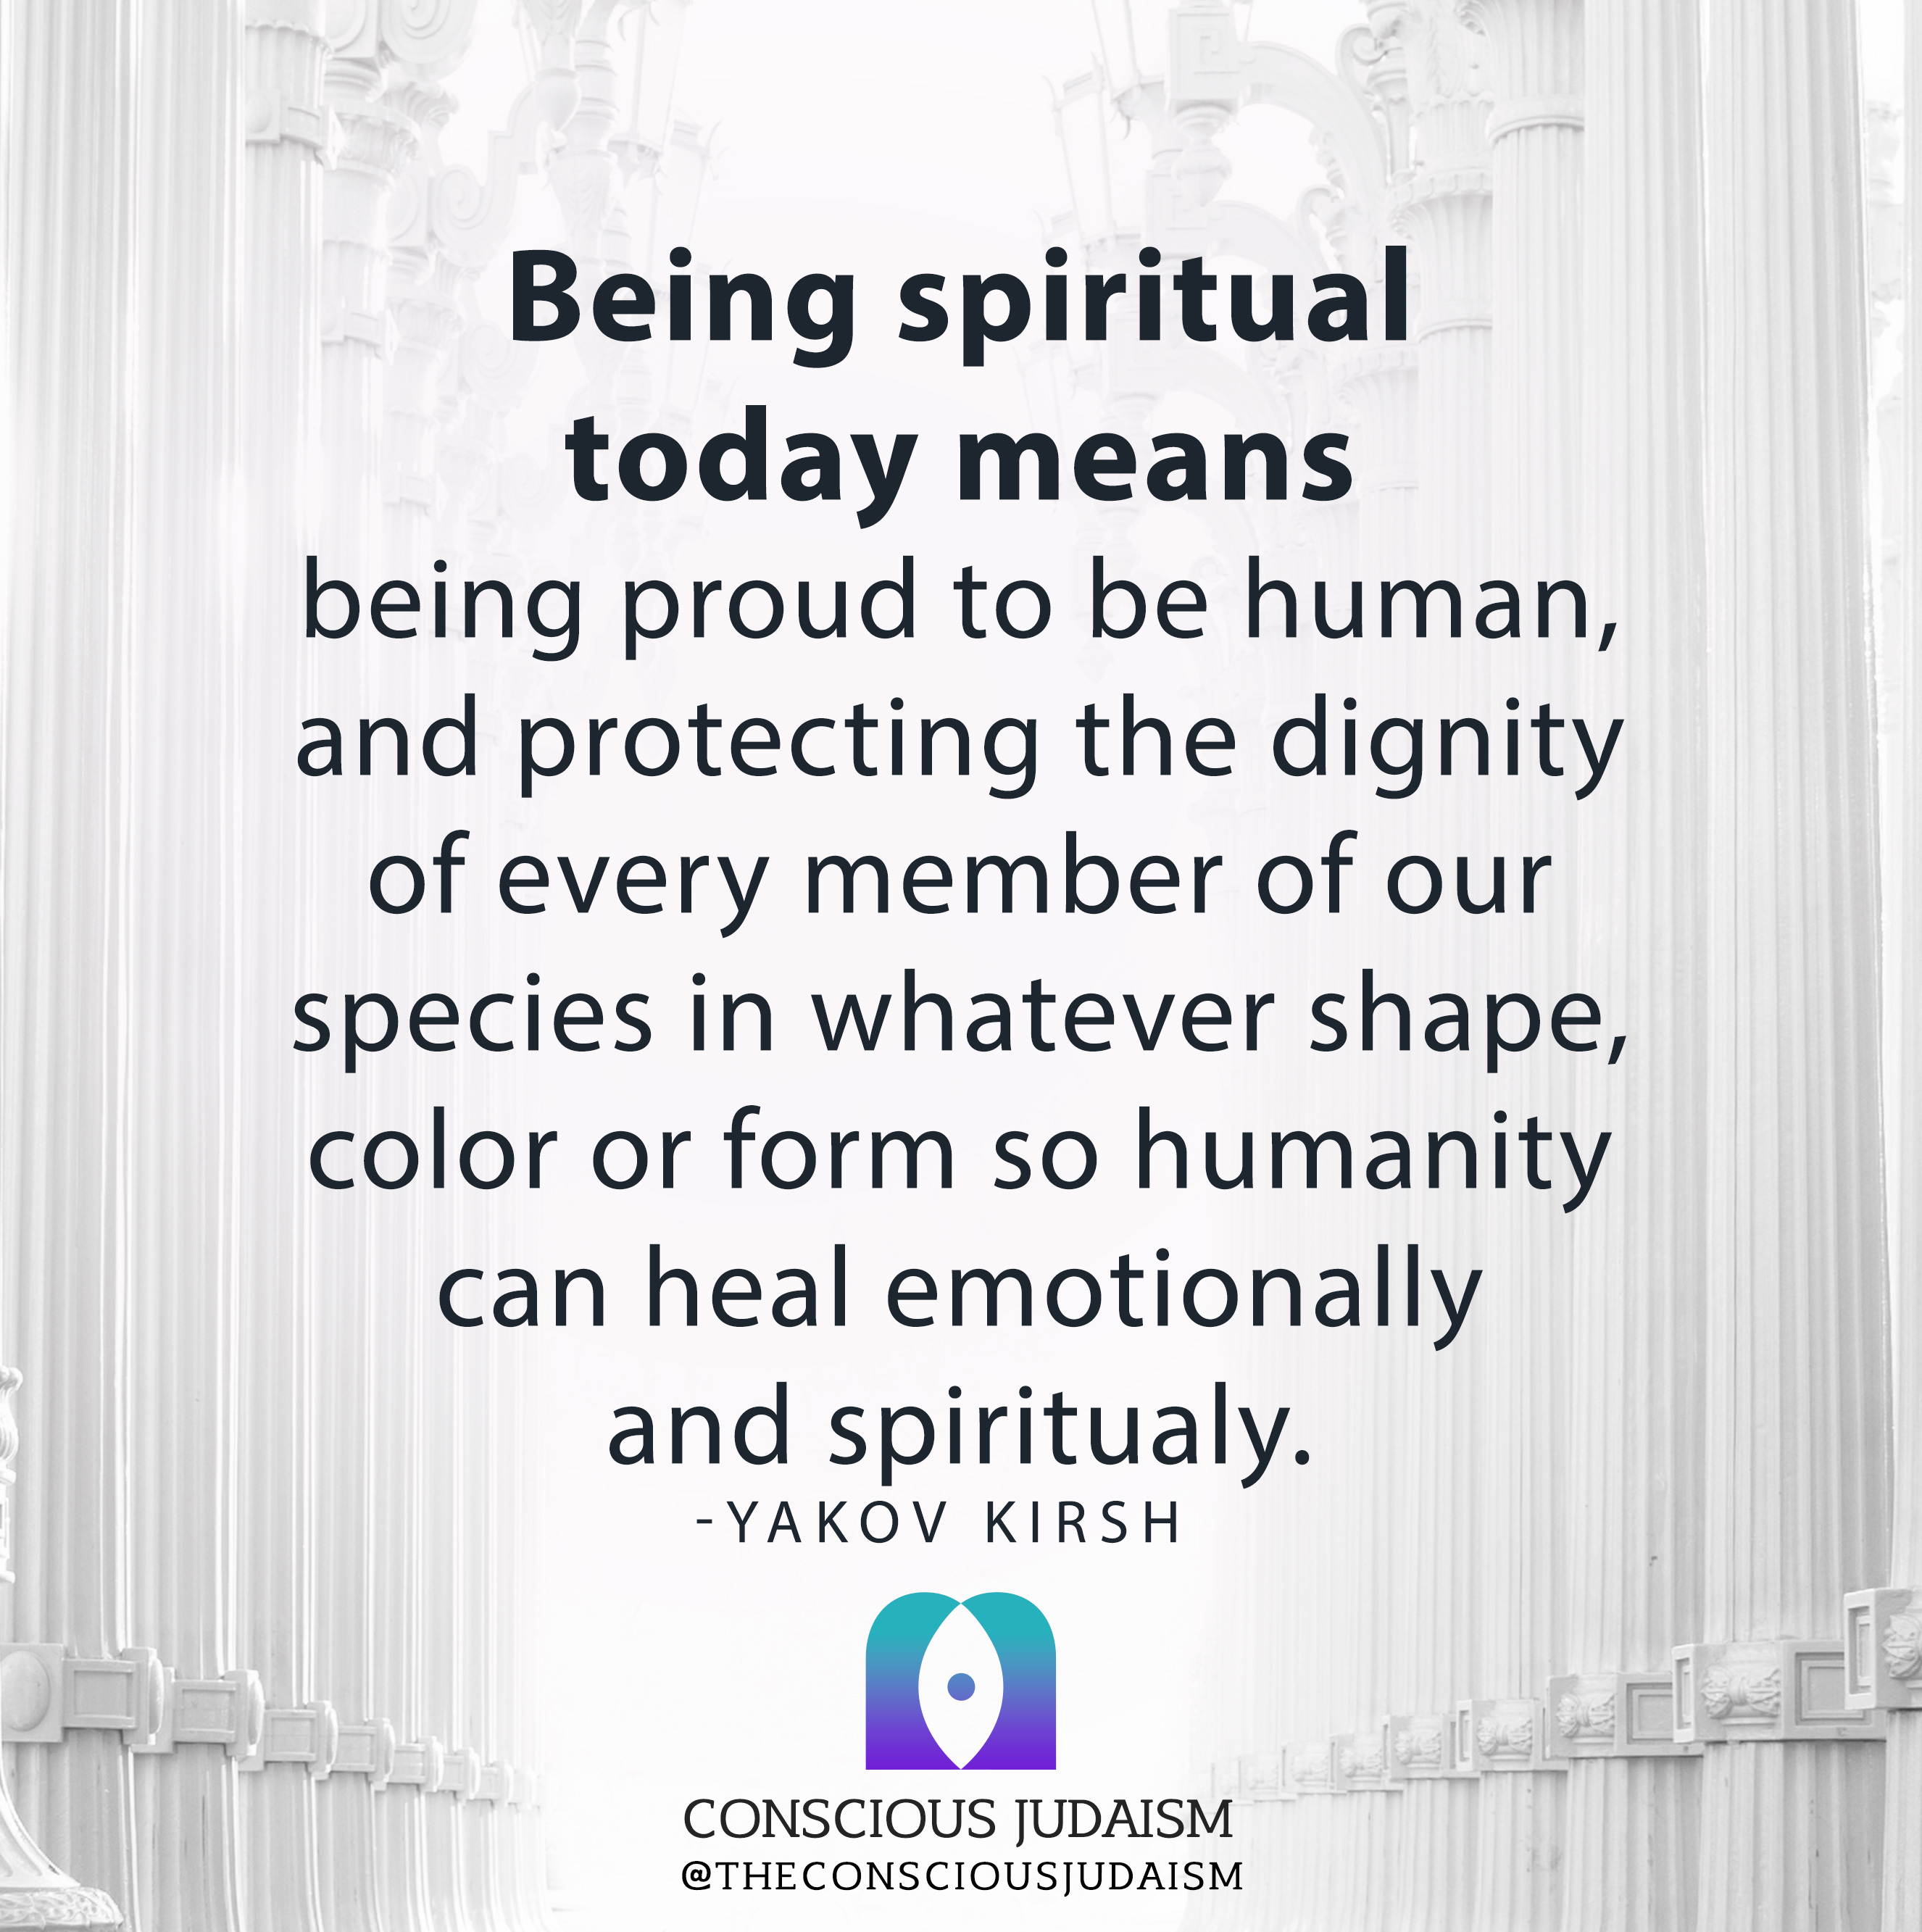 Being spiritual
today means
being proud to be human,
and protecting the dignity
of every member of our
species in whatever shape,
color or form so humanity
can heal emotionally
and spiritualy.
-YAKOV KIRSH
CONSCIOUS JUDAISM
@THECONSCIOUSJUDAISM